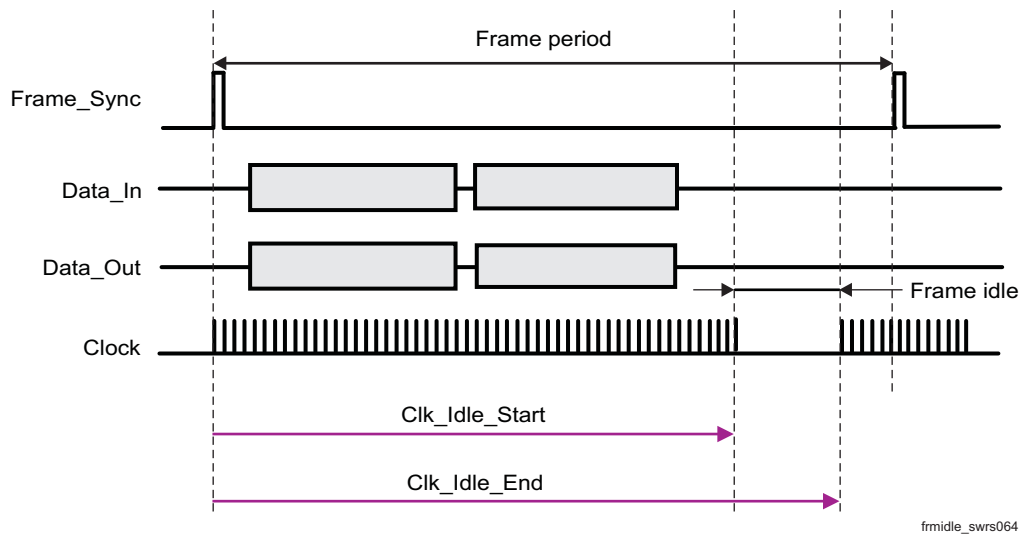 Frame period
Frame_Sync
Data_In
Data_Out
Frame idle
Clock
Clk_Idle_Start
Clk_Idle_End
frmidle_swrs064